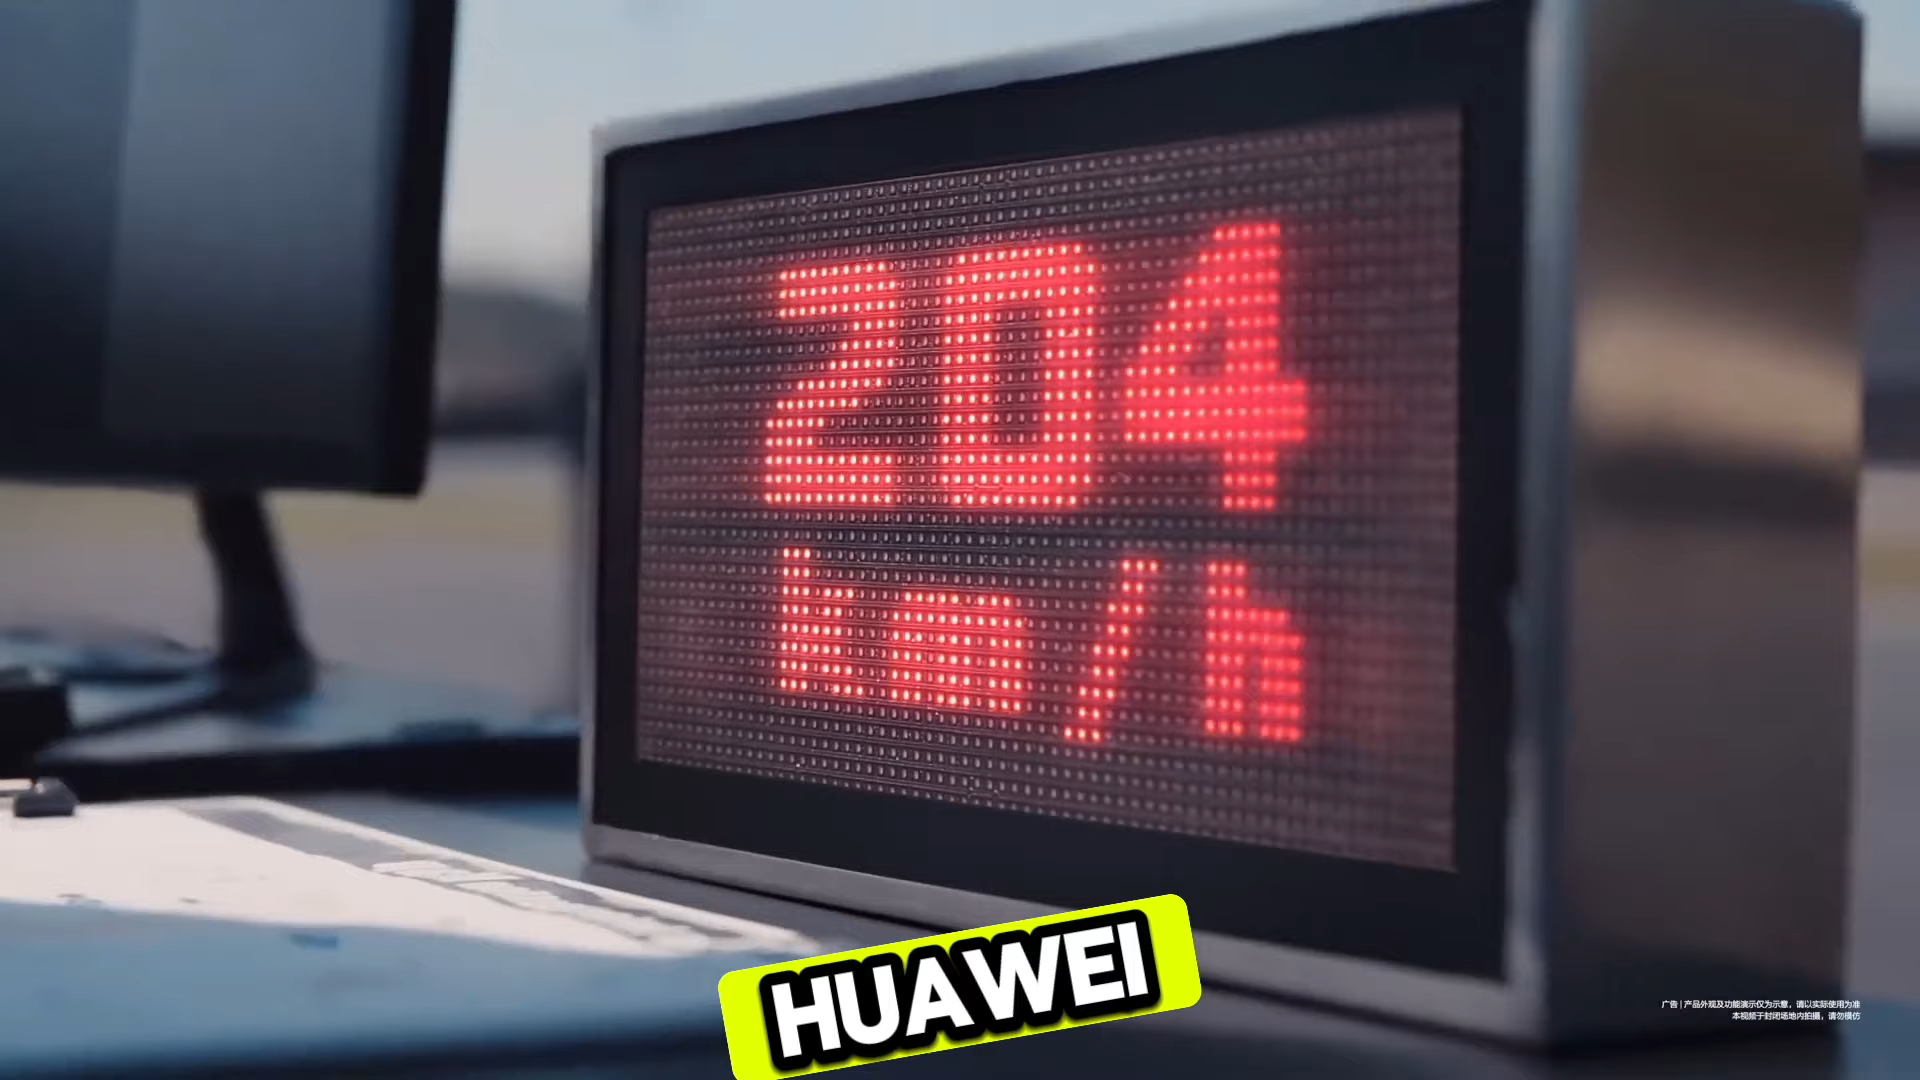 204
km/h
HUAWEI
广告 | 产品外观及功能演示仅为示意，请以实际使用为准
本视频于封闭场地内拍摄，请勿模仿